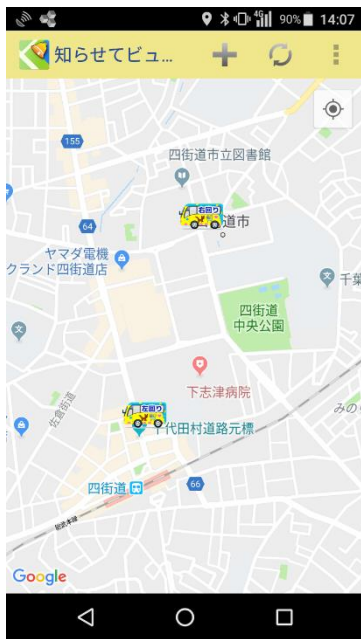 4G 90% 14:07
知らせてビュ...
155
四街道市立図書館
右回り
道市
64
ヤマダ電機
クランド四街道店
千葉
四街道
中央公園
下志津病院
佐倉街道
みの
左回り
千代田村道路元標
四街道
66
総武本線
Google